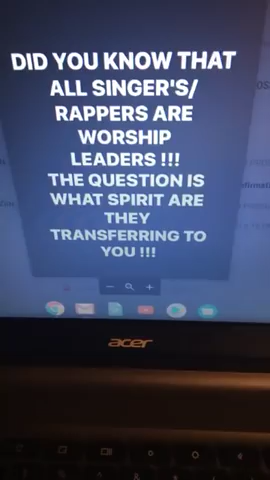 DID YOU KNOW THAT
ALL SINGER'S/
RAPPERS ARE
WORSHIP
LEADERS !!!
THE QUESTION IS
WHAT SPIRIT ARE
THEY
TRANSFERRING TO
YOU !!!
acer